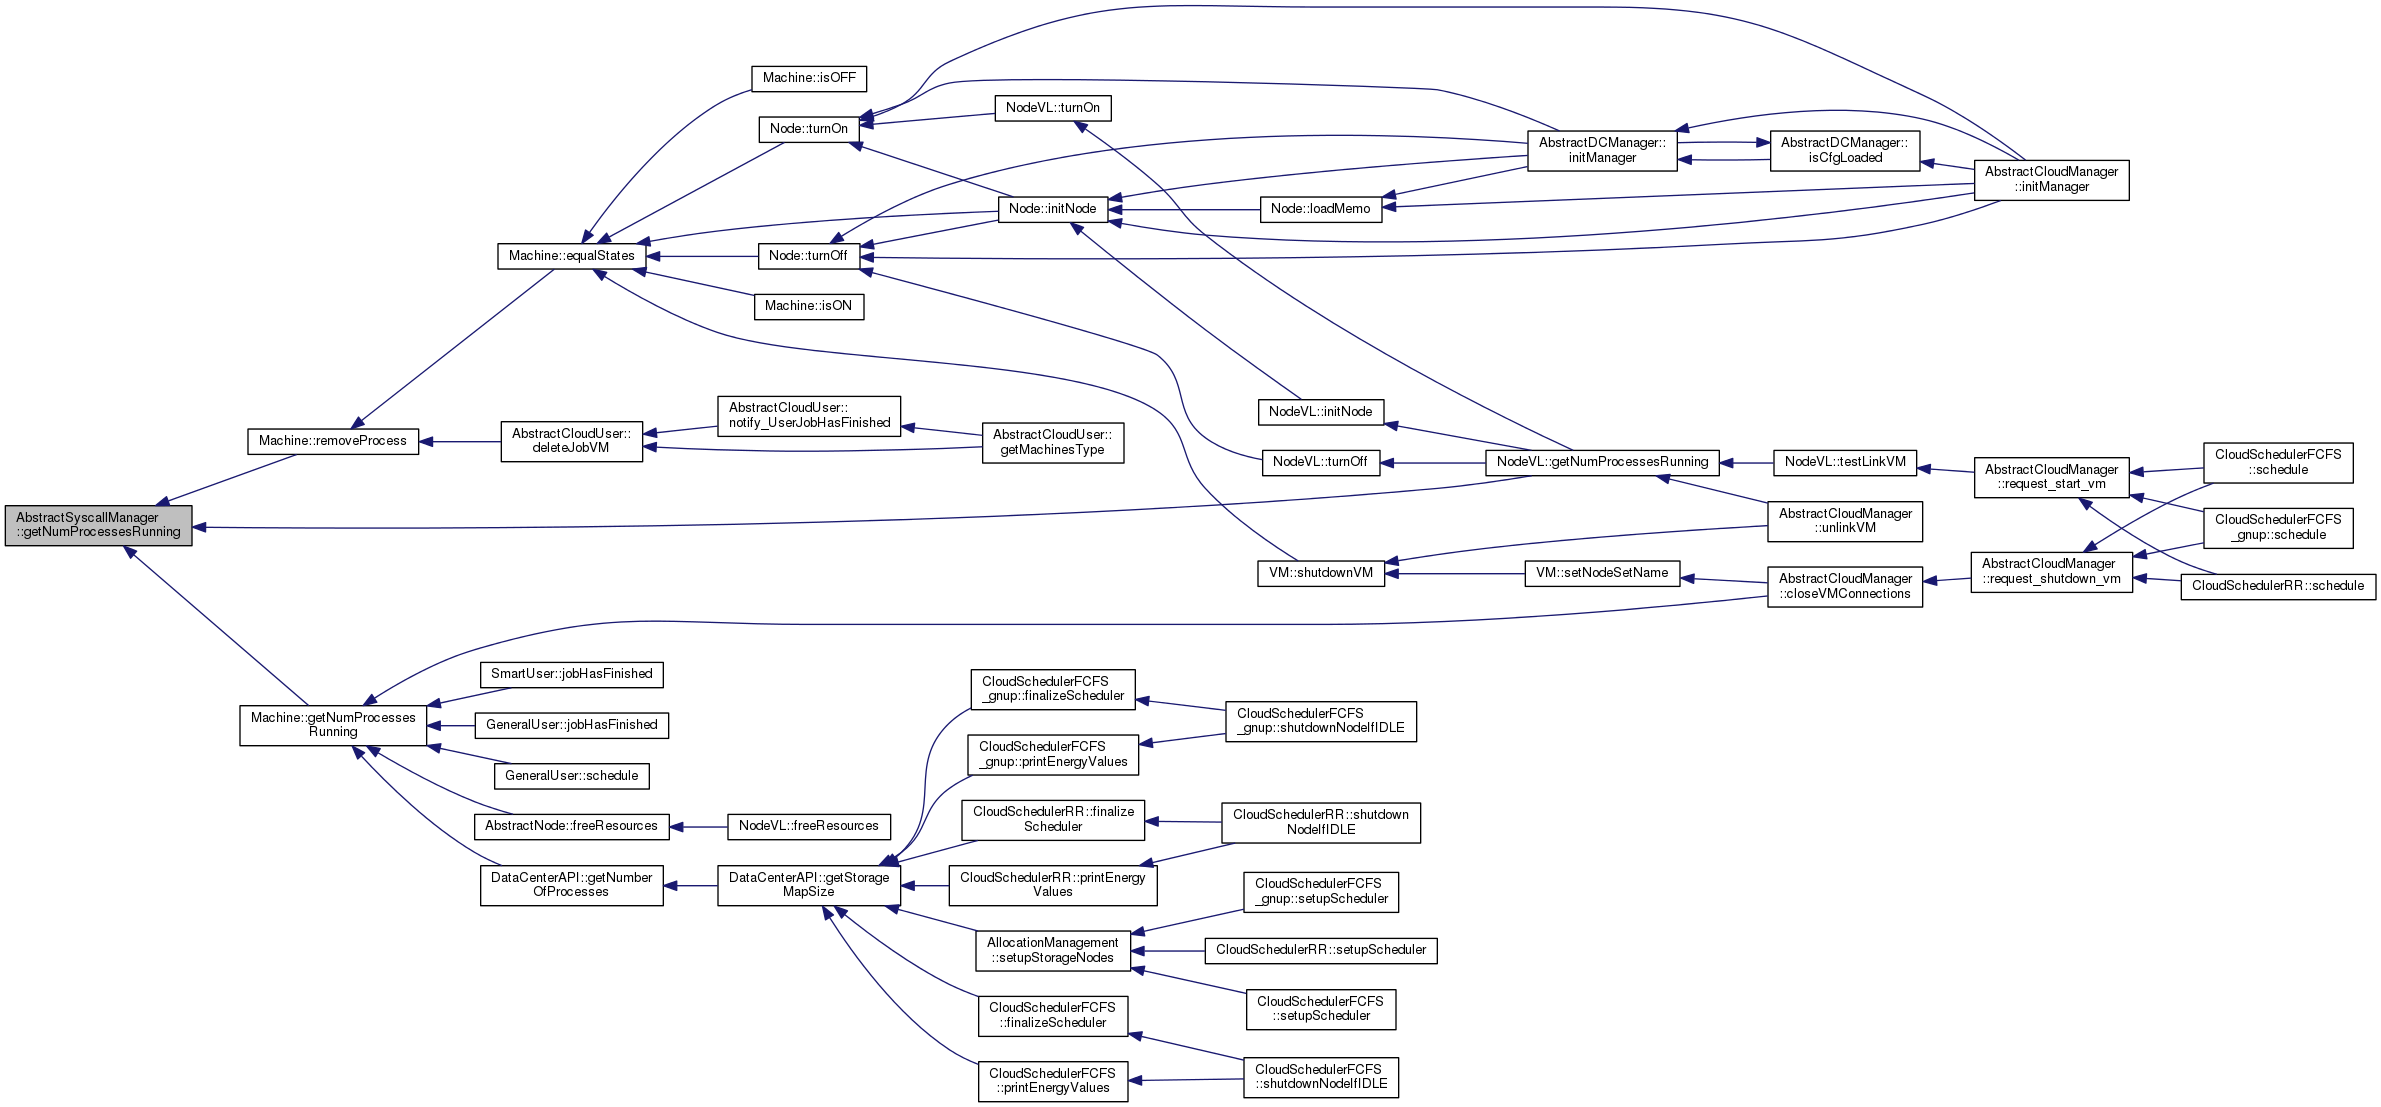 Machine::isOFF
Node::turnOn
NodeVL::turnOn
AbstractDCManager::
initManager
AbstractDCManager::
isCfgLoaded
AbstractCloudManager
::initManager
Node::initNode
Node::loadMemo
Machine::equalStates
Node::turnOff
Machine::isON
Machine::removeProcess
AbstractCloudUser::
deleteJobVM
AbstractCloudUser::
notify_UserJobHasFinished
AbstractCloudUser::
getMachinesType
NodeVL::initNode
NodeVL::turnOff
NodeVL::getNumProcessesRunning
NodeVL::testLinkVM
AbstractCloudManager
::request_start_vm
CloudSchedulerFCFS
::schedule
AbstractSyscallManager
::getNumProcessesRunning
AbstractCloudManager
::unlinkVM
CloudSchedulerFCFS
_gnup::schedule
VM::shutdownVM
VM::setNodeSetName
AbstractCloudManager
::closeVMConnections
AbstractCloudManager
::request_shutdown_vm
CloudSchedulerRR::schedule
Machine::getNumProcesses
Running
SmartUser::jobHasFinished
GeneralUser::jobHasFinished
GeneralUser::schedule
AbstractNode::freeResources
NodeVL::freeResources
DataCenterAPI::getNumber
OfProcesses
DataCenterAPI::getStorage
MapSize
CloudSchedulerFCFS
_gnup::finalizeScheduler
CloudSchedulerFCFS
_gnup::printEnergyValues
CloudSchedulerFCFS
_gnup::shutdownNodeIfIDLE
CloudSchedulerRR::finalize
Scheduler
CloudSchedulerRR::printEnergy
Values
CloudSchedulerRR::shutdown
NodeIfIDLE
AllocationManagement
::setupStorageNodes
CloudSchedulerFCFS
_gnup::setupScheduler
CloudSchedulerRR::setupScheduler
CloudSchedulerFCFS
::setupScheduler
CloudSchedulerFCFS
::finalizeScheduler
CloudSchedulerFCFS
::printEnergyValues
CloudSchedulerFCFS
::shutdownNodeIfIDLE